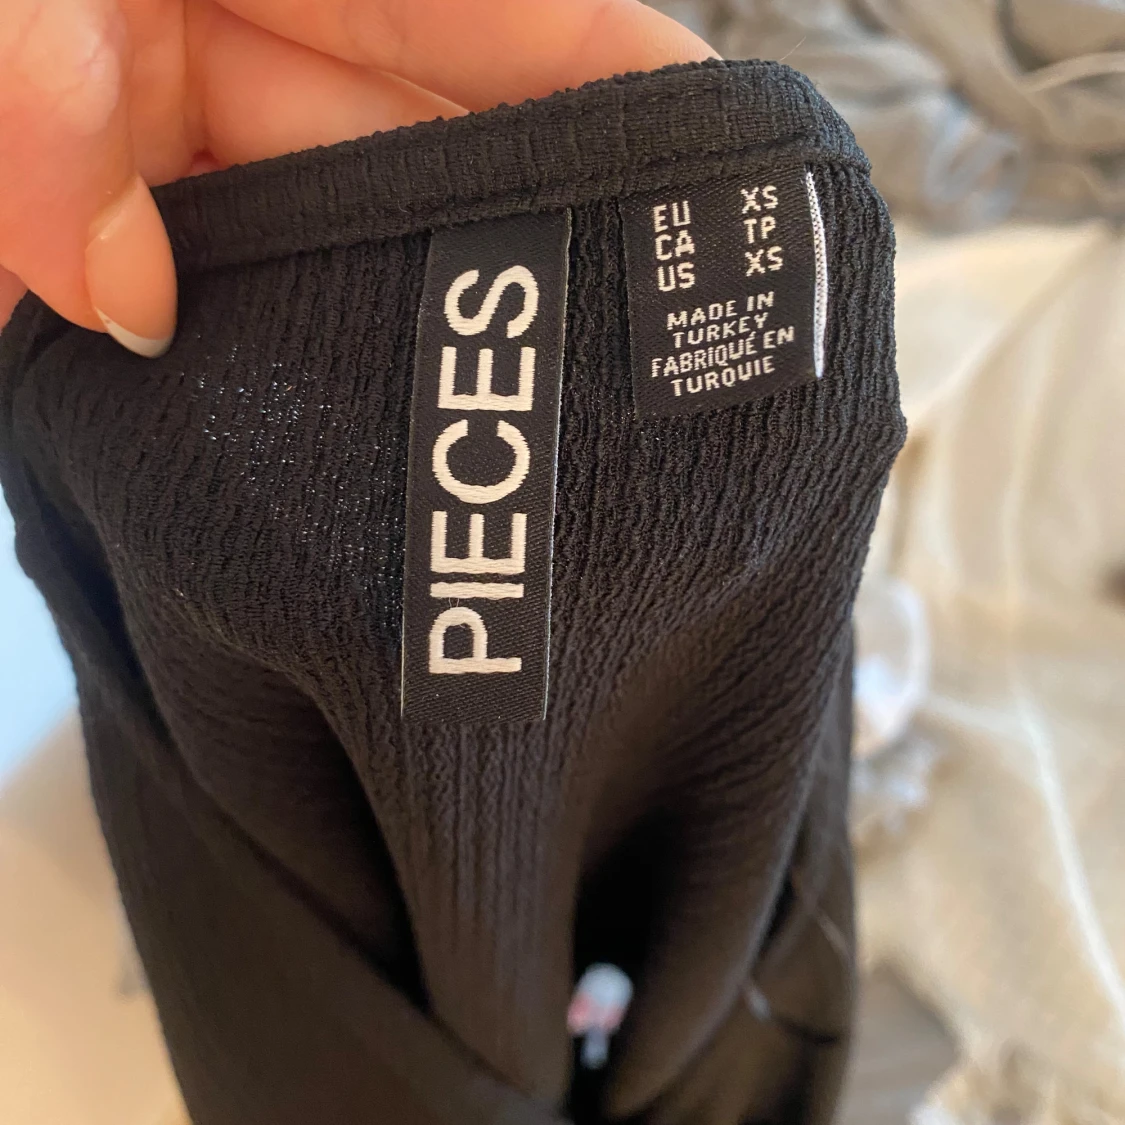 PIECES
EU XS
CA TP
US XS
MADE IN
TURKEY
FABRIQUÉ EN
TURQUIE